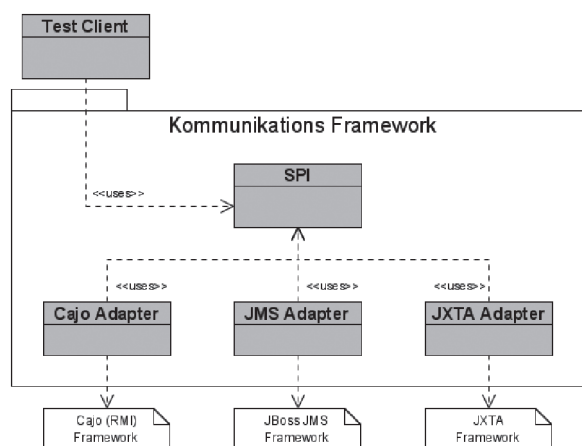 Test Client
Kommunikations Framework
<<uses>>
SPI
<<uses>> <<uses>> <<uses>>
Cajo Adapter JMS Adapter JXTA Adapter
Cajo (RMI) JBoss JMS JXTA
Framework Framework Framework